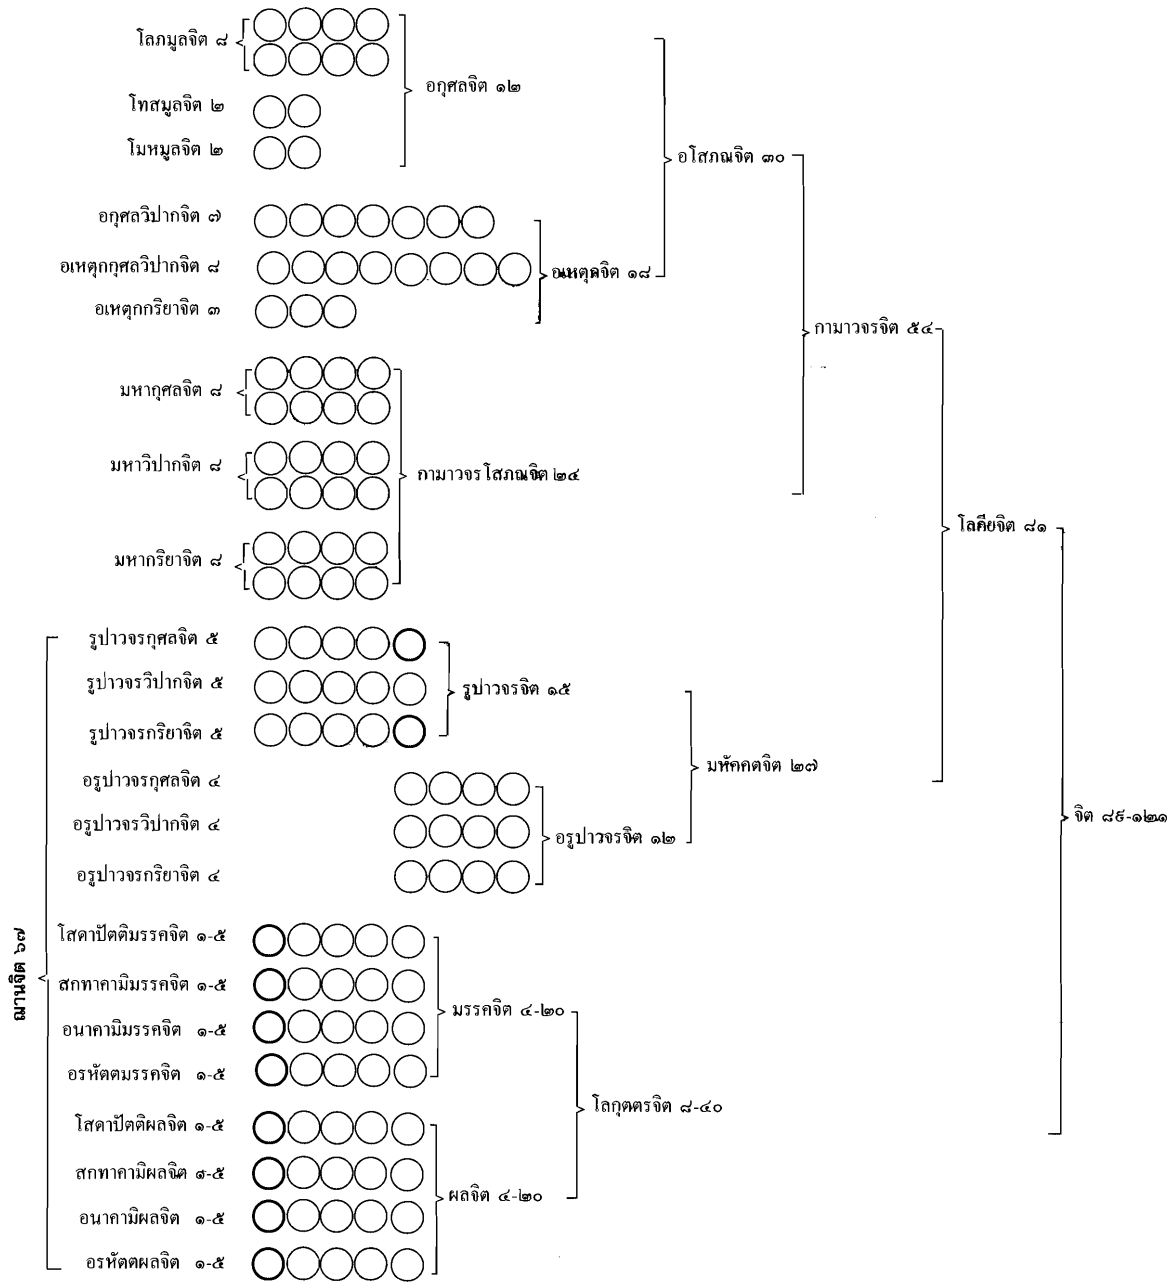 โลภมูลจิต ๘
โทสมูลจิต ๒
โมหมูลจิต ๒
อกุศลจิต ๑๒
อกุศลวิปากจิต ๗
อเหตุกกุศลวิปากจิต ๘
อเหตุกกริยาจิต ๓
อเหตุกจิต ๑๘
อโสภณจิต ๓๐
มหากุศลจิต ๘
มหาวิปากจิต ๘
มหากริยาจิต ๘
กามาวจรโสภณจิต ๒๔
กามาวจรจิต ๕๔
รูปาวจรกุศลจิต ๕
รูปาวจรวิปากจิต ๕
รูปาวจรกริยาจิต ๕
รูปาวจรจิต ๑๕
อรูปาวจรกุศลจิต ๔
อรูปาวจรวิปากจิต ๔
อรูปาวจรกริยาจิต ๔
อรูปาวจรจิต ๑๒
มหัคคตจิต ๒๗
โลกียจิต ๘๑
โสดาปัตติมรรคจิต ๑-๕
สกทาคามิมรรคจิต ๑-๕
อนาคามิมรรคจิต ๑-๕
อรหัตตมรรคจิต ๑-๕
มรรคจิต ๔-๒๐
โสดาปัตติผลจิต ๑-๕
สกทาคามิผลจิต ๑-๕
อนาคามิผลจิต ๑-๕
อรหัตตผลจิต ๑-๕
ผลจิต ๔-๒๐
โลกุตตรจิต ๘-๔๐
จิต ๘๙-๑๒๑
ฌานจิต ๖๗